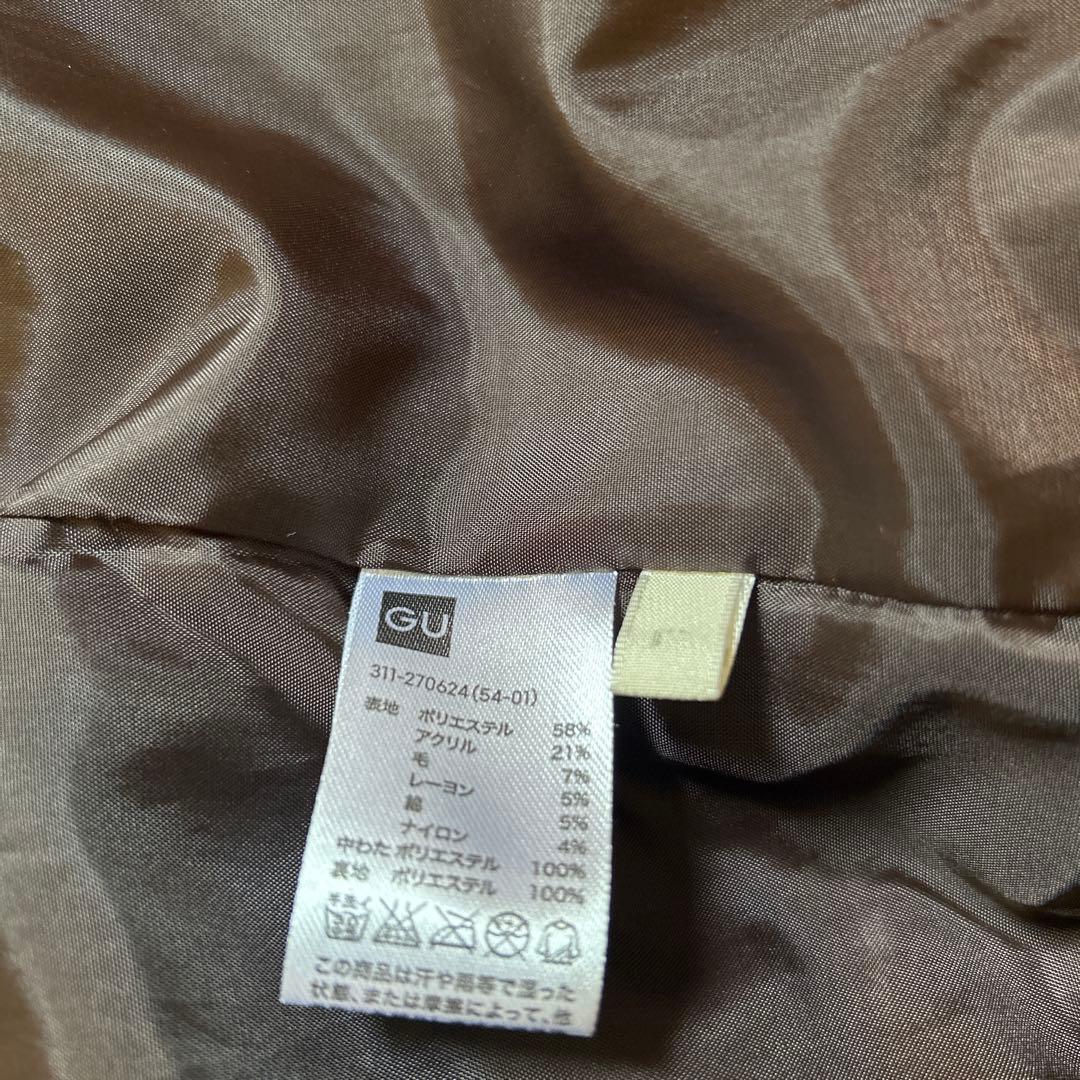 GU
311-270624(54-01)
表地 ポリエステル 58%
アクリル 21%
毛 7%
レーヨン 5%
綿 5%
ナイロン 4%
中わた ポリエステル 100%
裏地 ポリエステル 100%
手洗イ
この商品は汗や雨等で湿った
状態、または摩擦によって、他